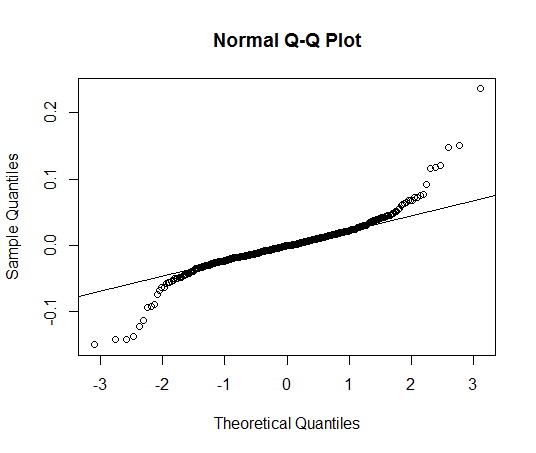 Normal Q-Q Plot
Sample Quantiles
0.2
0.1
0.0
-0.1
-3 -2 -1 0 1 2 3
Theoretical Quantiles